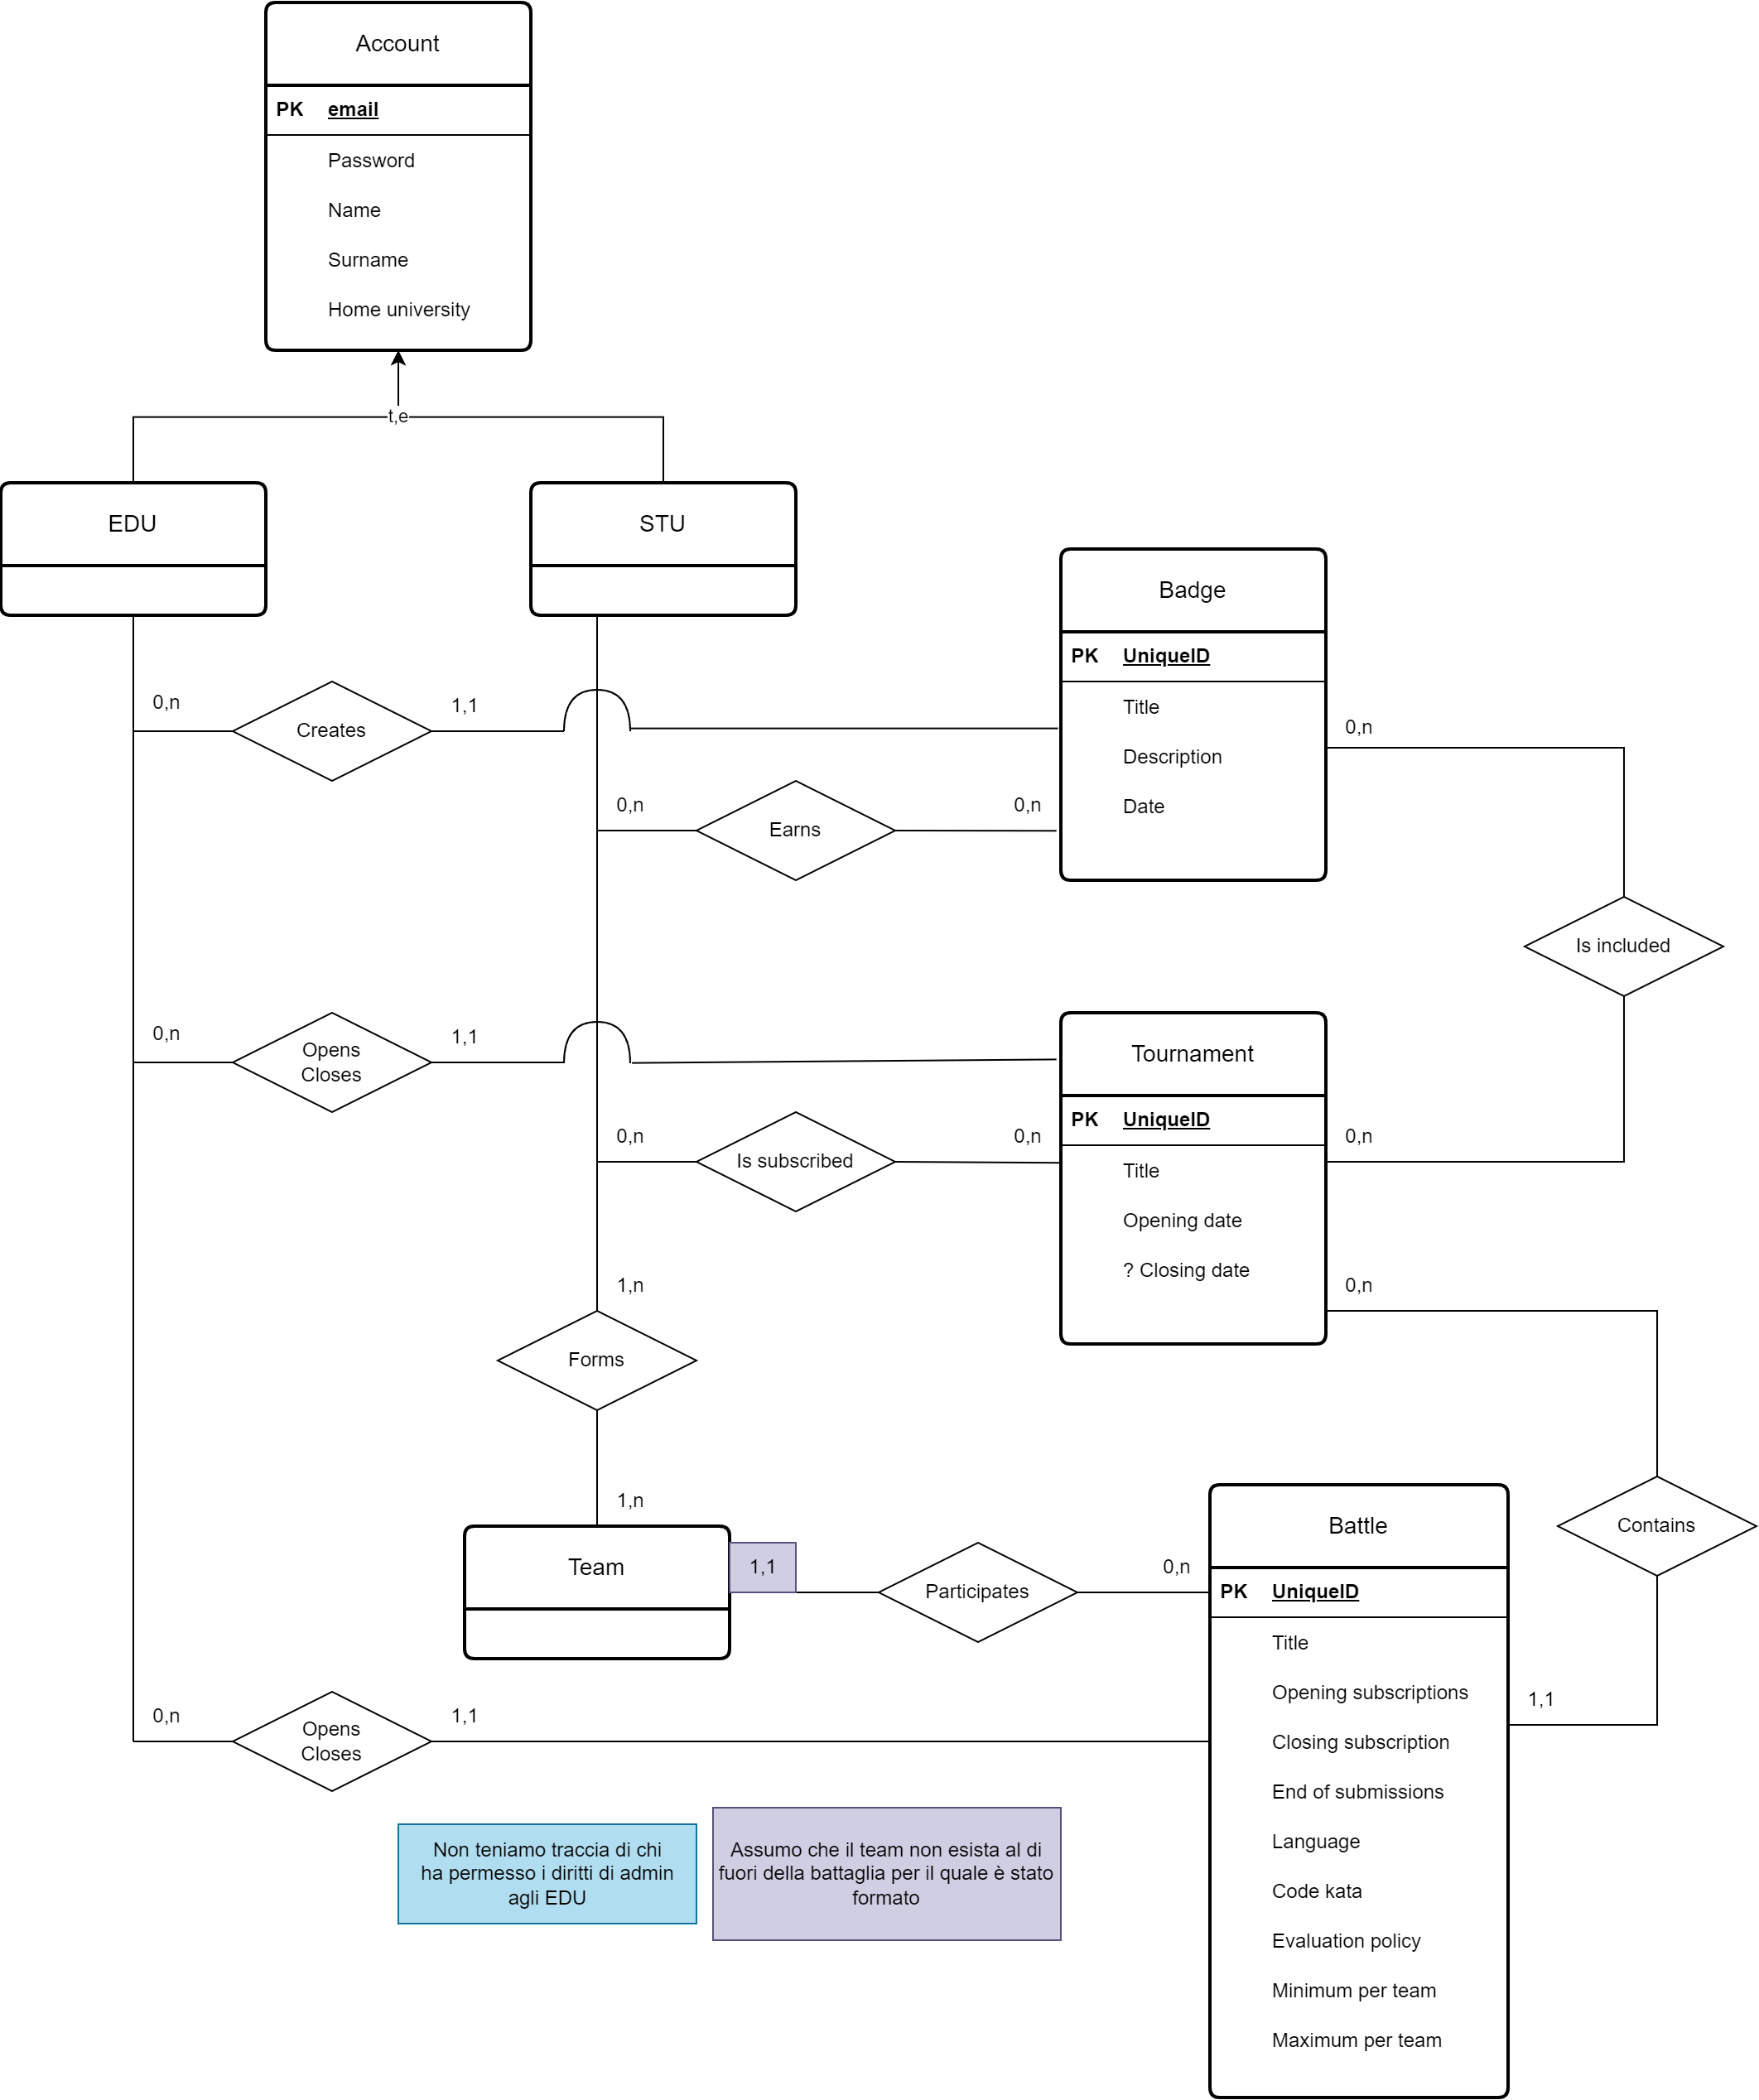 Account
PK email
Password
Name
Surname
Home university
t,e
EDU
STU
Badge
PK UniqueID
Title
Description
Date
0,n
Creates
1,1
0,n
0,n
Earns
0,n
Is included
0,n
Opens
Closes
1,1
Tournament
PK UniqueID
Title
Opening date
? Closing date
0,n
Is subscribed
0,n
0,n
1,n
0,n
Forms
1,n
Team
1,1
Participates
0,n
Battle
PK UniqueID
Title
Opening subscriptions
Closing subscription
End of submissions
Language
Code kata
Evaluation policy
Minimum per team
Maximum per team
Contains
1,1
0,n
Opens
Closes
1,1
Non teniamo traccia di chi
ha permesso i diritti di admin
agli EDU
Assumo che il team non esista al di
fuori della battaglia per il quale è stato
formato